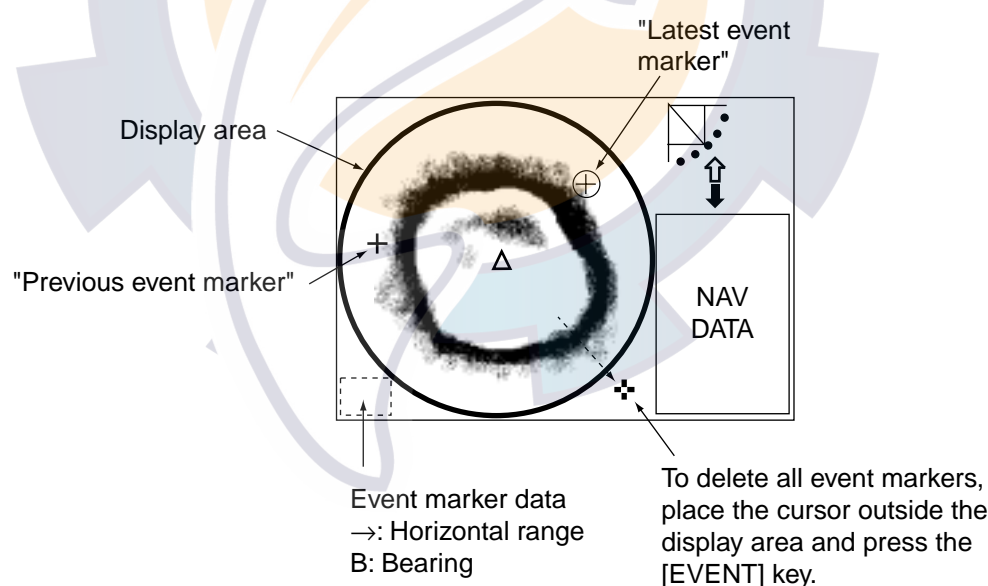 "Latest event
marker"
Display area
"Previous event marker"
NAV
DATA
Event marker data
→: Horizontal range
B: Bearing
To delete all event markers,
place the cursor outside the
display area and press the
[EVENT] key.